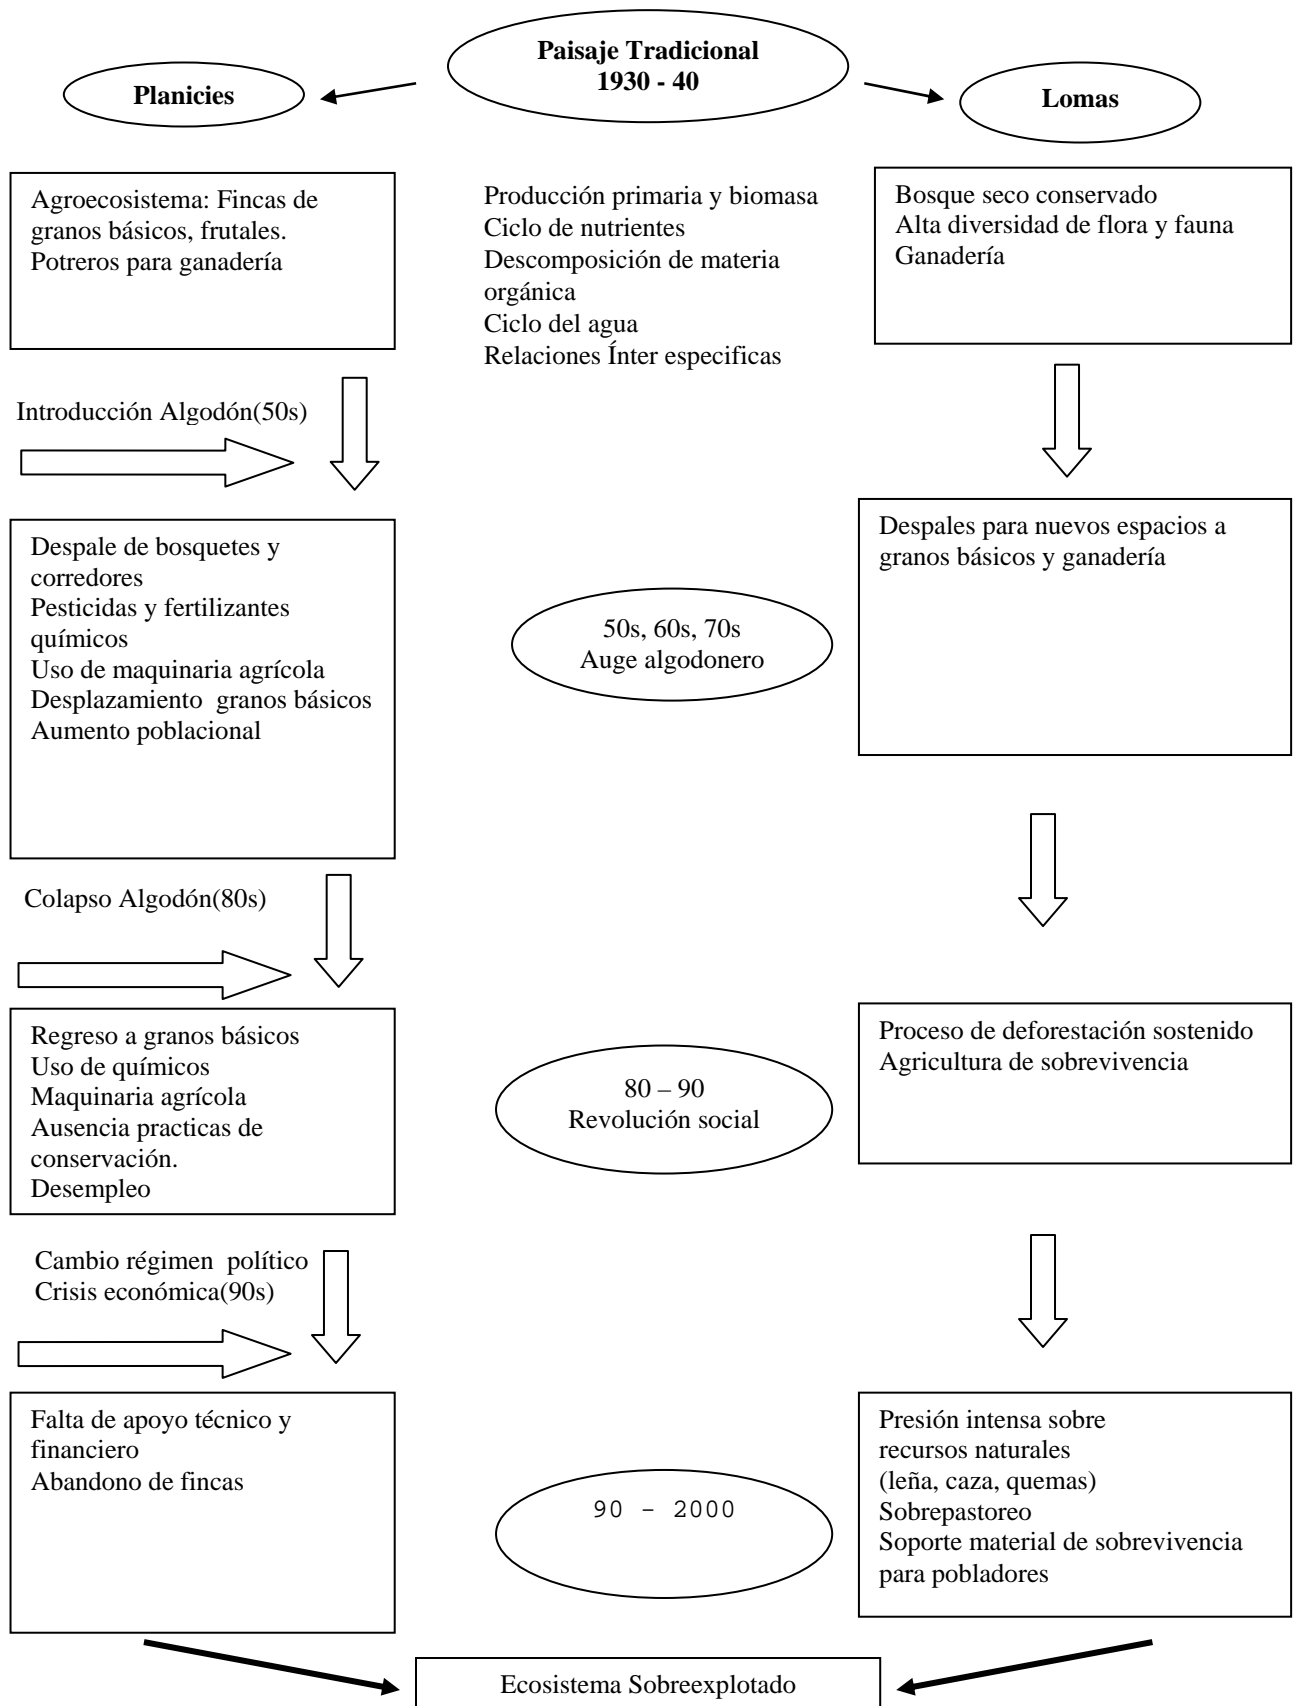 Paisaje Tradicional
1930 - 40
Planicies
Lomas
Agroecosistema: Fincas de
granos básicos, frutales.
Potreros para ganadería
Producción primaria y biomasa
Ciclo de nutrientes
Descomposición de materia
orgánica
Ciclo del agua
Relaciones Ínter especificas
Bosque seco conservado
Alta diversidad de flora y fauna
Ganadería
Introducción Algodón(50s)
Despale de bosquetes y
corredores
Pesticidas y fertilizantes
químicos
Uso de maquinaria agrícola
Desplazamiento  granos básicos
Aumento poblacional
50s, 60s, 70s
Auge algodonero
Despales para nuevos espacios a
granos básicos y ganadería
Colapso Algodón(80s)
Regreso a granos básicos
Uso de químicos
Maquinaria agrícola
Ausencia practicas de
conservación.
Desempleo
80 – 90
Revolución social
Proceso de deforestación sostenido
Agricultura de sobrevivencia
Cambio régimen  político
Crisis económica(90s)
Falta de apoyo técnico y
financiero
Abandono de fincas
90 – 2000
Presión intensa sobre
recursos naturales
(leña, caza, quemas)
Sobrepastoreo
Soporte material de sobrevivencia
para pobladores
Ecosistema Sobreexplotado